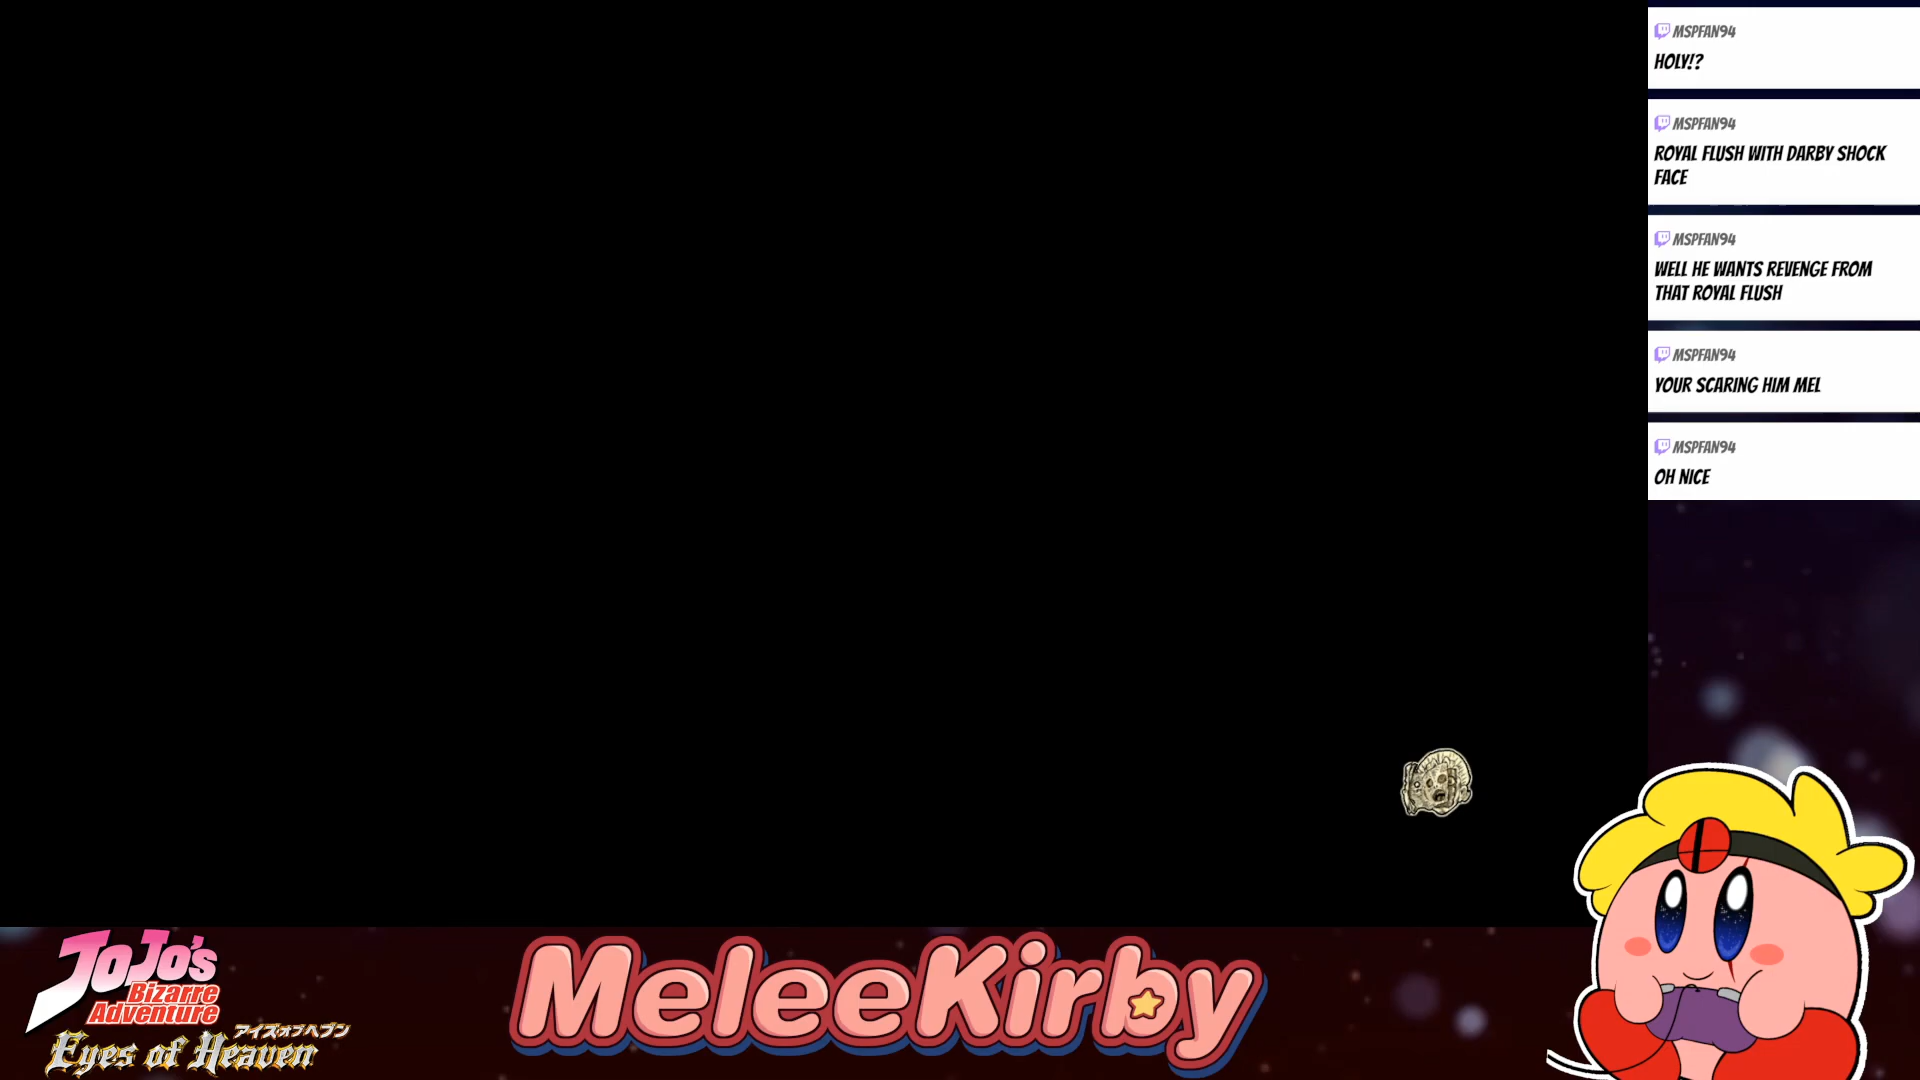 MSPFAN94
HOLY!?
MSPFAN94
ROYAL FLUSH WITH DARBY SHOCK
FACE
MSPFAN94
WELL HE WANTS REVENGE FROM
THAT ROYAL FLUSH
MSPFAN94
YOUR SCARING HIM MEL
MSPFAN94
OH NICE
JoJo's
Bizarre
Adventure
アイズオブヘブン
Eyes of Heaven
MeleeKirby